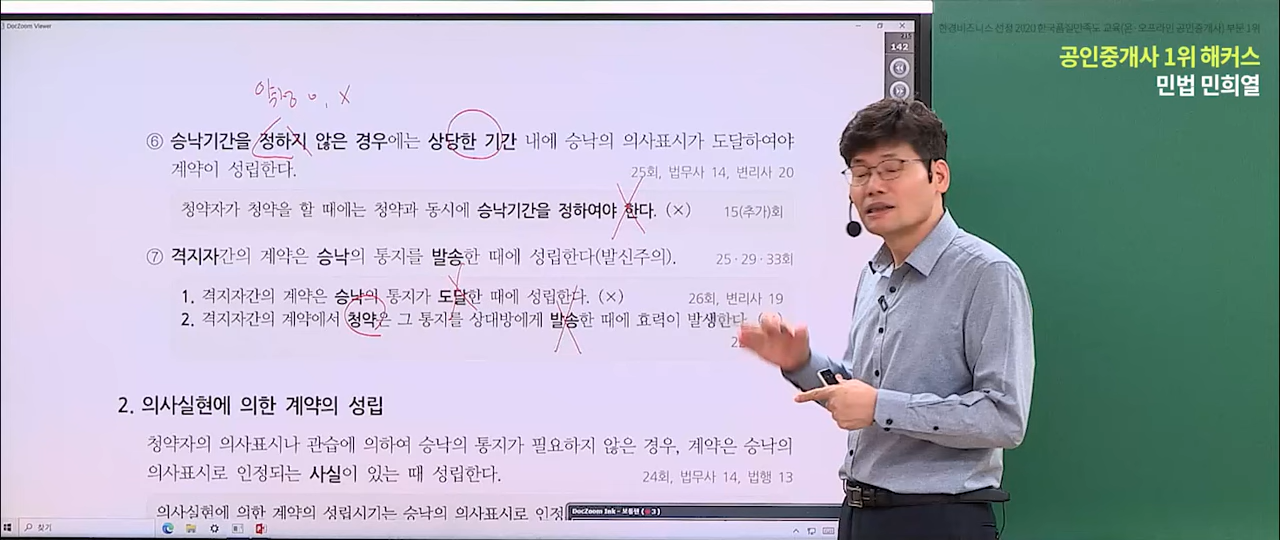 DocZoom Viewer
한경비즈니스 선정 2020 한국품질만족도 교육(온·오프라인 공인중개사) 부문 1위
공인중개사 1위 해커스
민법 민희열
142
⑥ 승낙기간을 정하지 않은 경우에는 상당한 기간 내에 승낙의 의사표시가 도달하여야
계약이 성립한다. 25회, 법무사 14, 변리사 20
청약자가 청약을 할 때에는 청약과 동시에 승낙기간을 정하여야 한다. (×) 15(추가)회
⑦ 격지자간의 계약은 승낙의 통지를 발송한 때에 성립한다(발신주의). 25·29·33회
1. 격지자간의 계약은 승낙의 통지가 도달한 때에 성립한다. (×) 26회, 변리사 19
2. 격지자간의 계약에서 청약은 그 통지를 상대방에게 발송한 때에 효력이 발생한다.
2. 의사실현에 의한 계약의 성립
청약자의 의사표시나 관습에 의하여 승낙의 통지가 필요하지 않은 경우, 계약은 승낙의
의사표시로 인정되는 사실이 있는 때 성립한다. 24회, 법무사 14, 법행 13
의사실현에 의한 계약의 성립시기는 승낙의 의사표시로 인정
DocZoom Ink - 보통펜 (3)
찾기